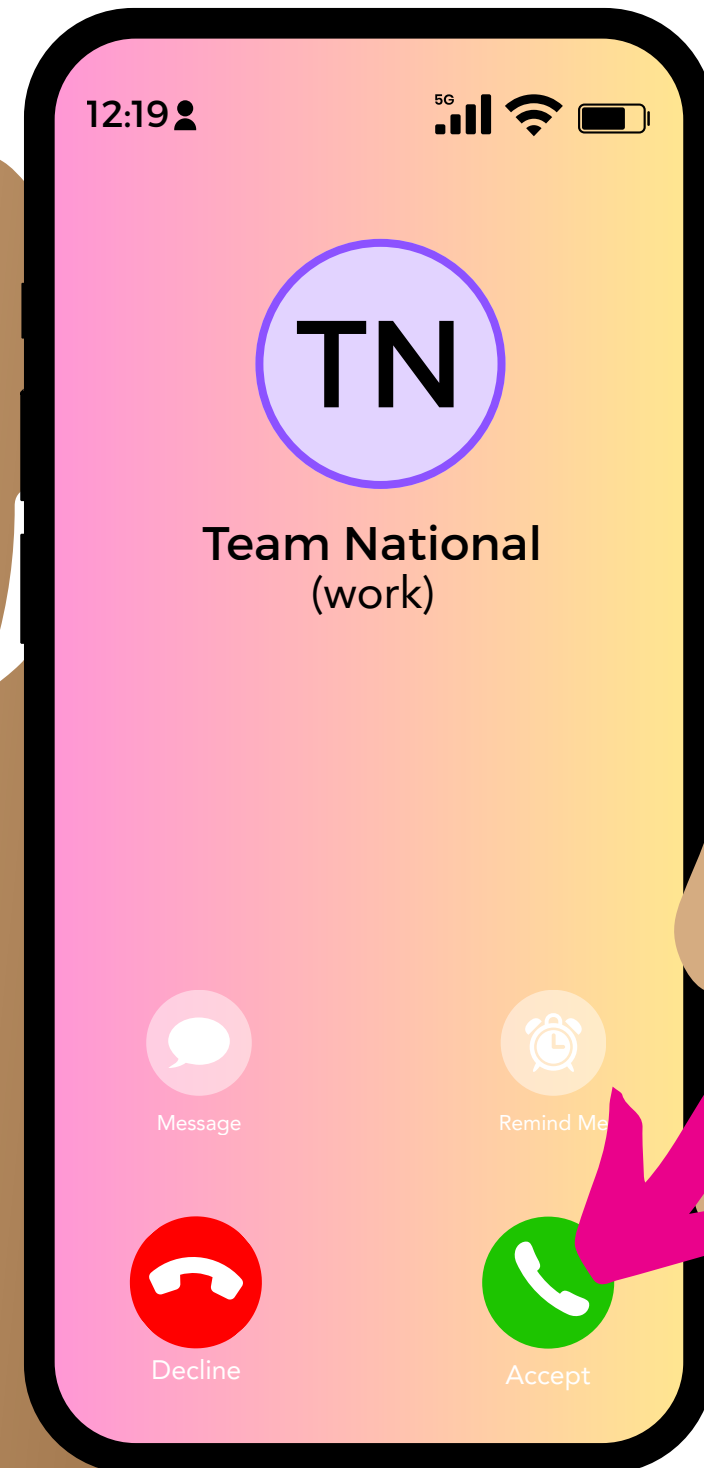 12:19
5G
TN
Team National
(work)
Message
Remind Me
Decline
Accept